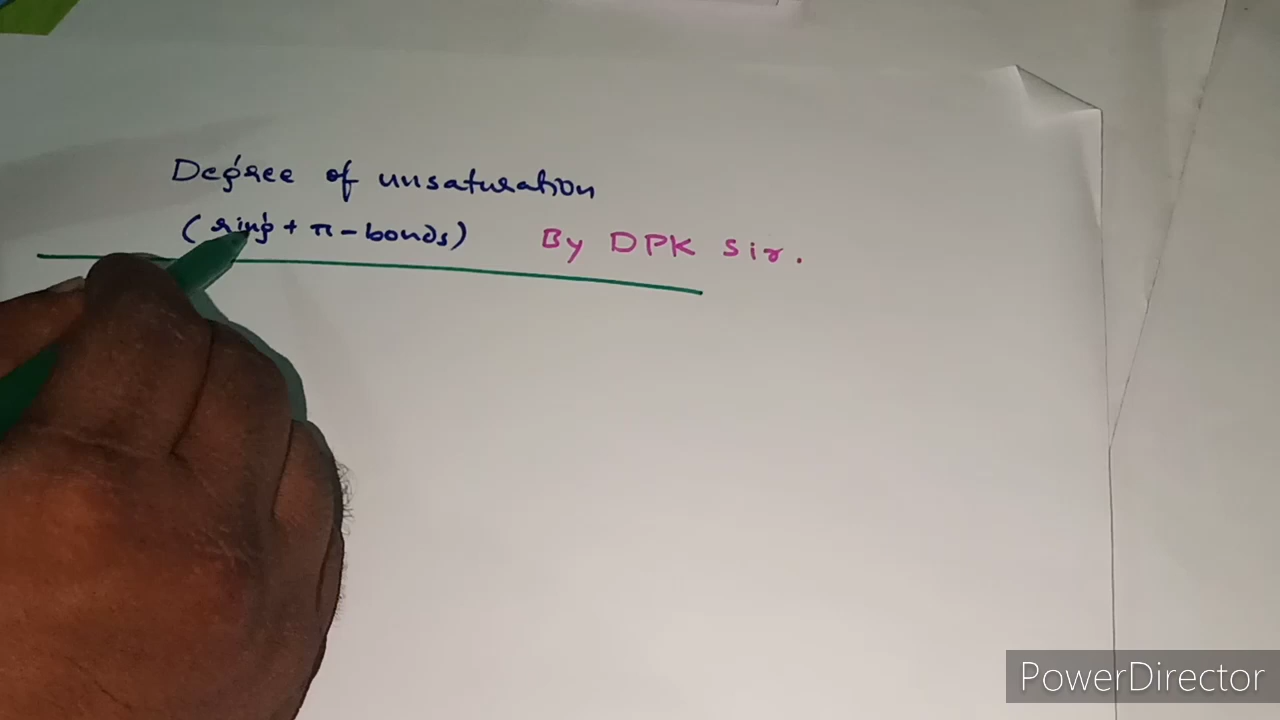 Degree of unsaturation
(ring + π-bonds) By DPK Sir.
PowerDirector